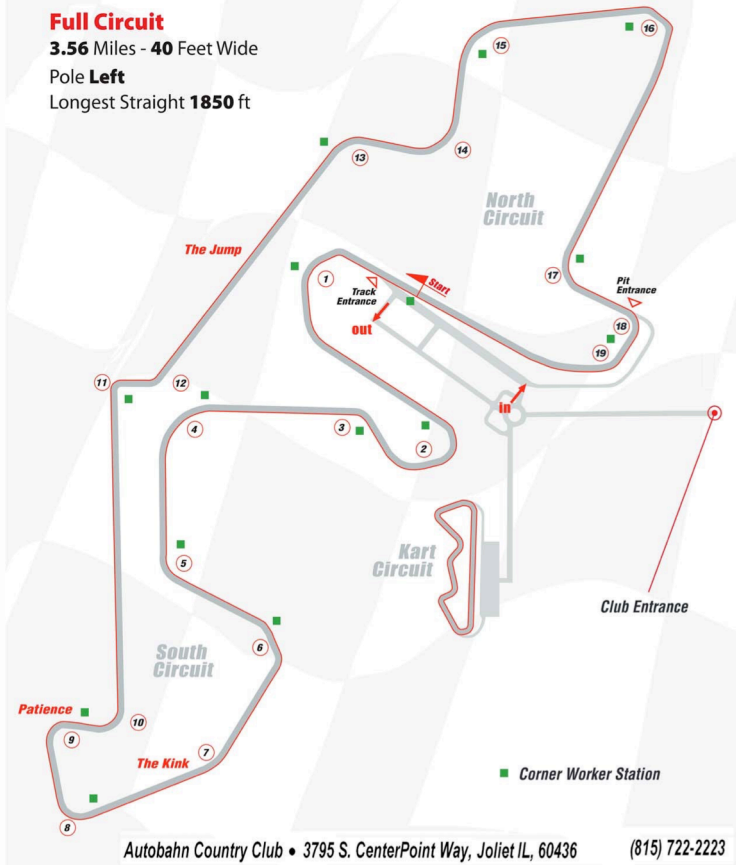 Full Circuit
3.56 Miles - 40 Feet Wide
Pole Left
Longest Straight 1850 ft
15
16
13
14
North
Circuit
The Jump
1
Track
Entrance
Start
17
Pit
Entrance
18
out
19
11
12
in
4
3
2
5
Kart
Circuit
Club Entrance
6
South
Circuit
Patience
10
9
7
The Kink
Corner Worker Station
8
Autobahn Country Club • 3795 S. CenterPoint Way, Joliet IL, 60436 (815) 722-2223